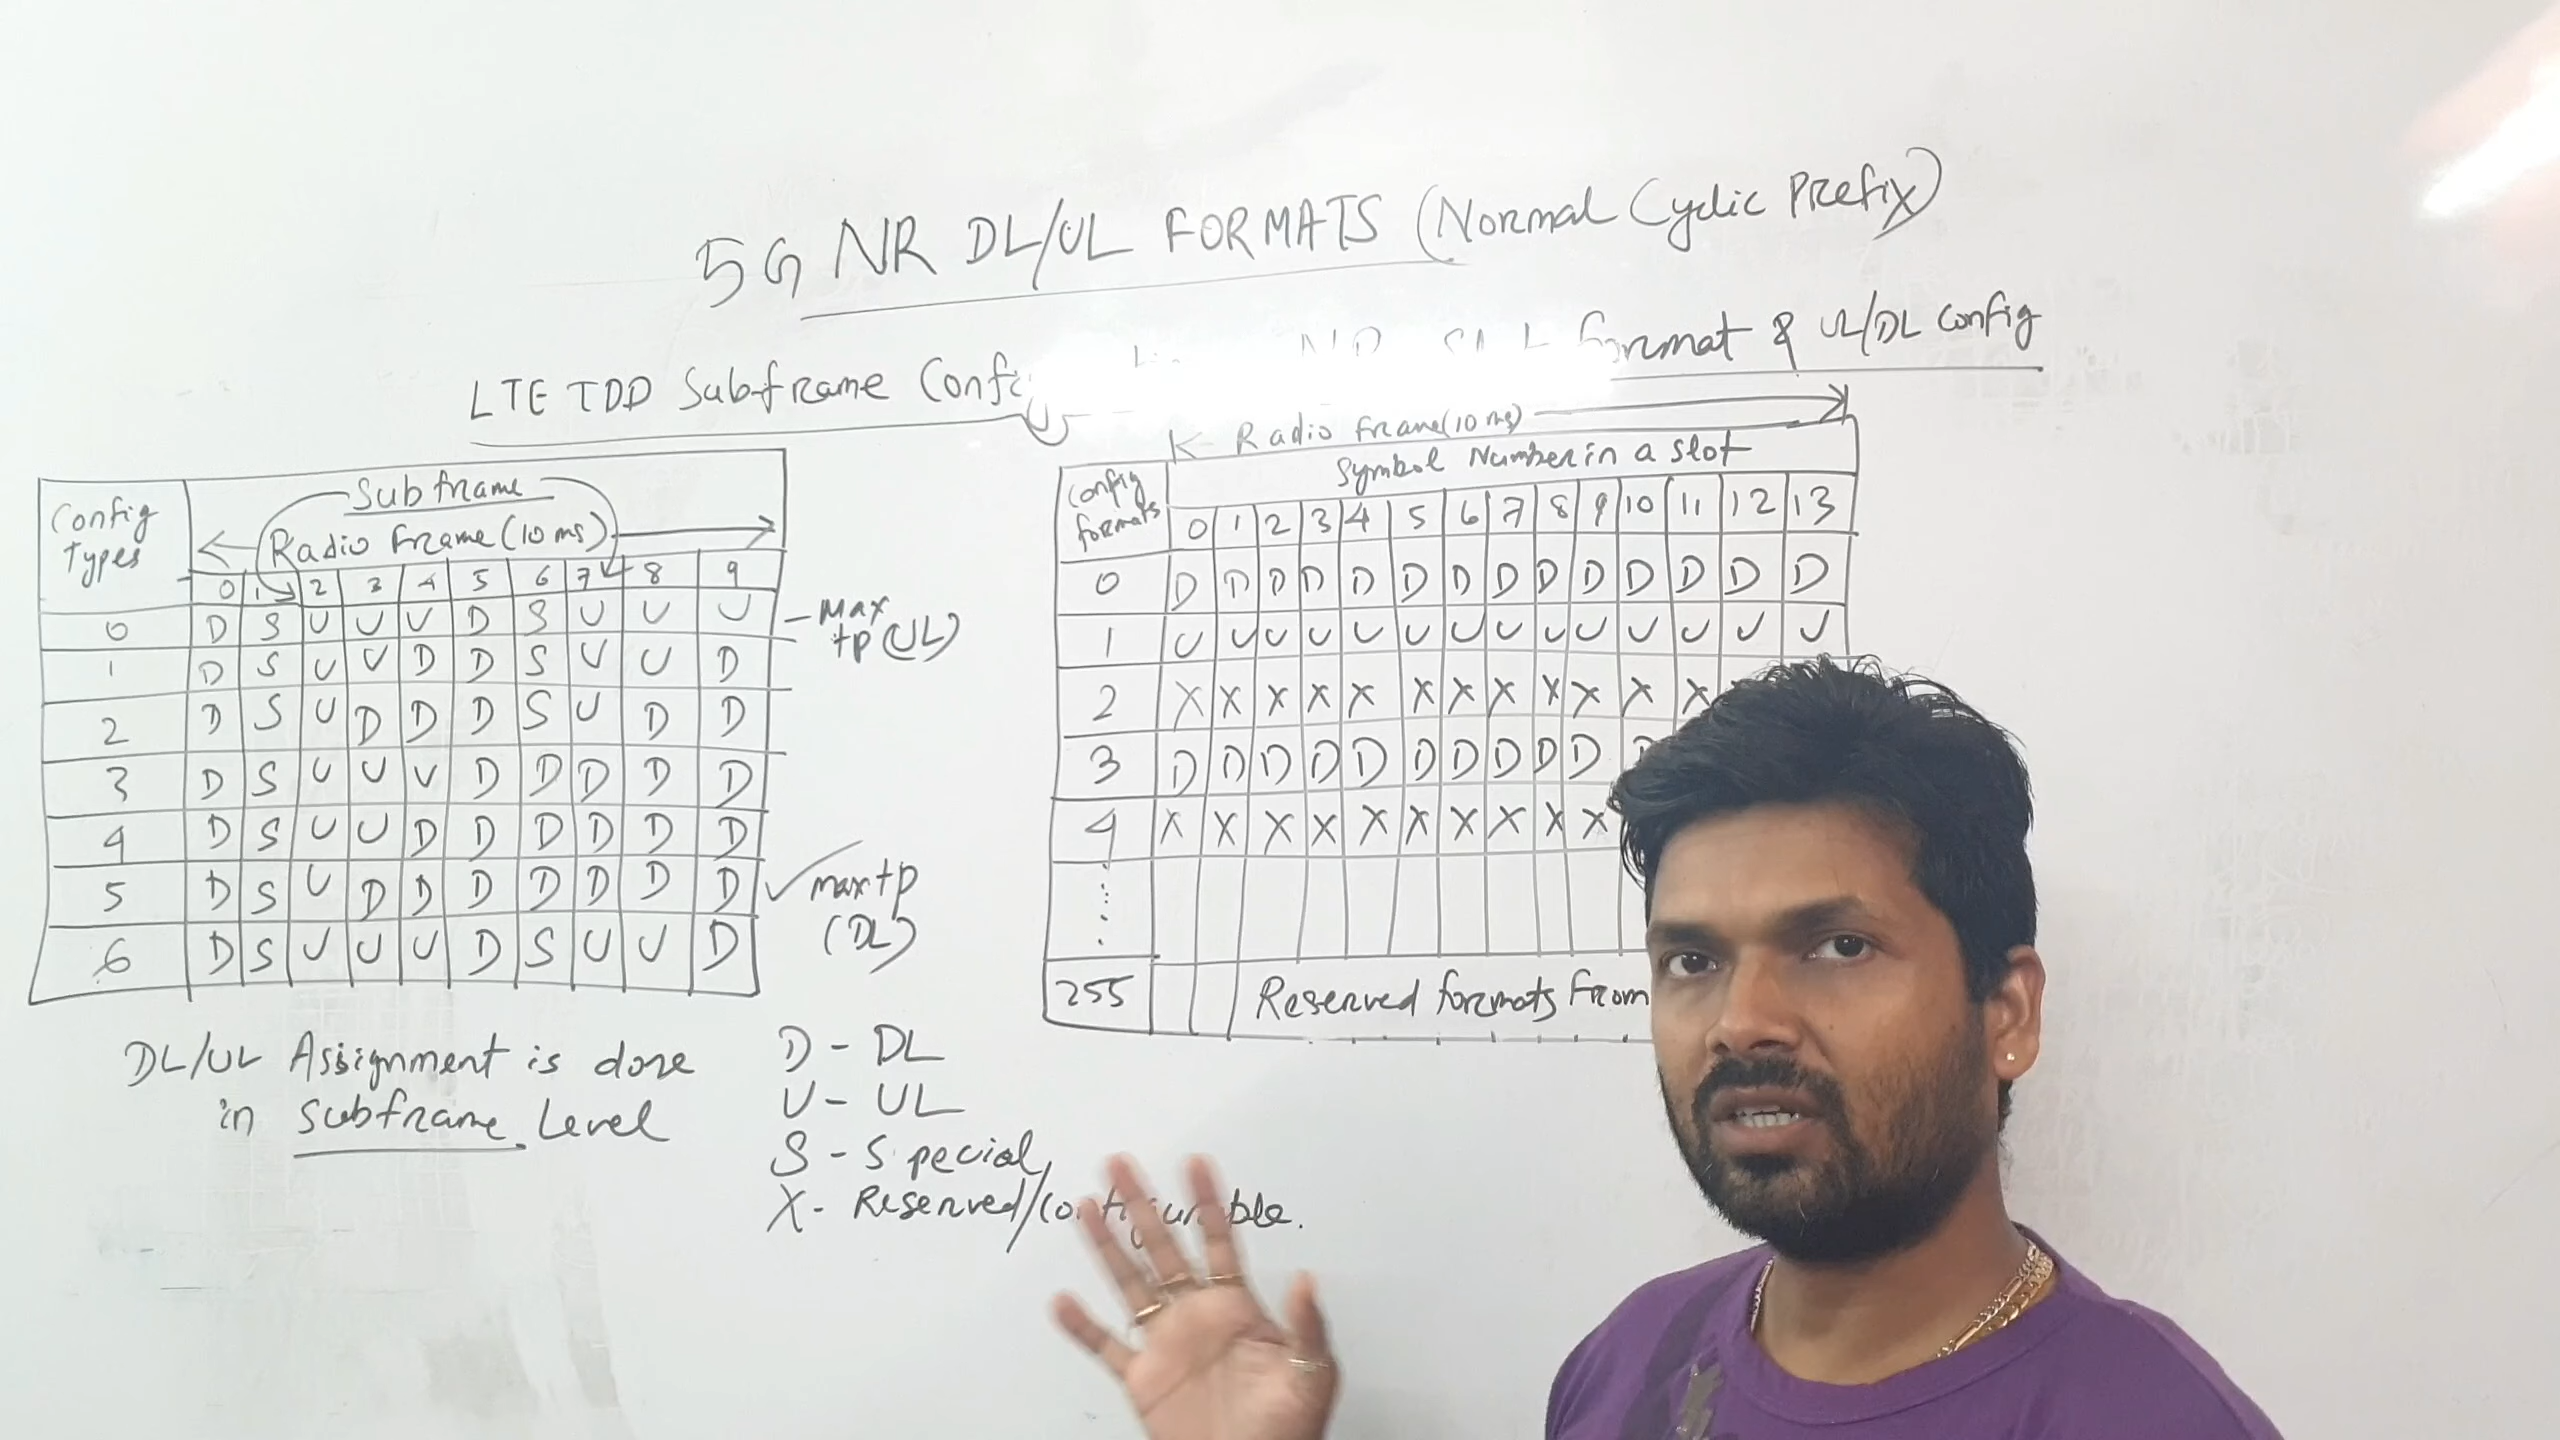 5G NR DL/UL FORMATS (Normal Cyclic Prefix)
LTE TDD Subframe
Format & UL/DL Config
Config Types
Subframe
Radio Frame (10 ms)
0 1 2 3 4 5 6 7 8 9
0 D S U U U D S U U U
1 D S U U D D S U U D
2 D S U D D D S U D D
3 D S U U U D D D D D
4 D S U U D D D D D D
5 D S U D D D D D D D
6 D S U U U D S U U D
- Max tp (UL)
✓ max tp (DL)
DL/UL Assignment is done
in Subframe Level
Radio Frame (10 ms)
Config formats
Symbol Number in a slot
0 1 2 3 4 5 6 7 8 9 10 11 12 13
0 D D D D D D D D D D D D D D
1 U U U U U U U U U U U U U U
2 X X X X X X X X X X X X
3 D D D D D D D D D D
4 X X X X X X X X X X
255 Reserved formats From
D - DL
U - UL
S - Special,
X - Reserved/Configurable.